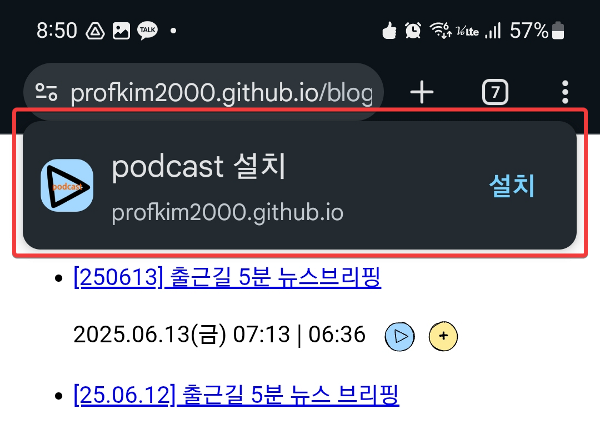 8:50 TALK VoLTE 57%
profkim2000.github.io/blog 7
podcast 설치
podcast
설치
profkim2000.github.io
[250613] 출근길 5분 뉴스브리핑
2025.06.13(금) 07:13 | 06:36
[25.06.12] 출근길 5분 뉴스 브리핑